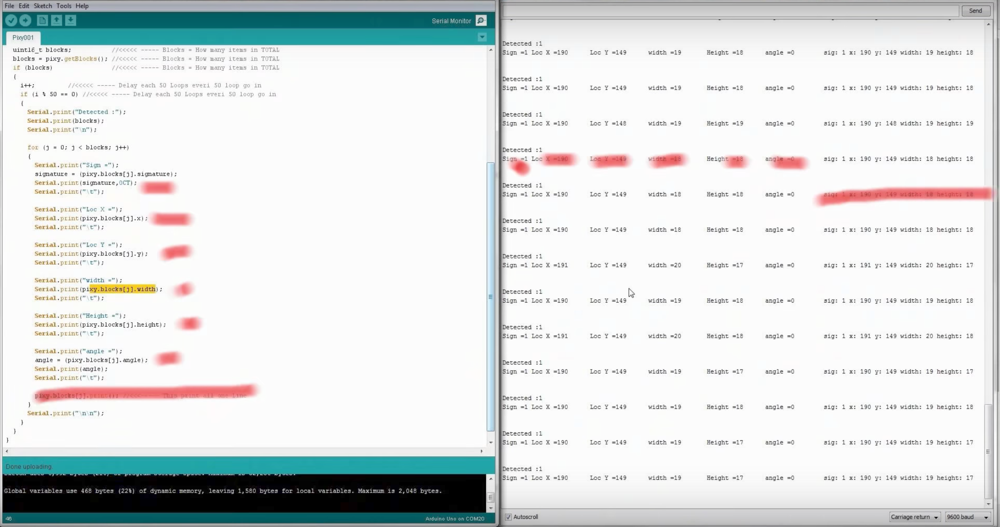 File Edit Sketch Tools Help
Serial Monitor
Pixy001
uint16_t blocks; //<<<<< ----- Blocks = How many items in TOTAL
blocks = pixy.getBlocks(); //<<<<< ----- Blocks = How many items in TOTAL
if (blocks) //<<<<< ----- Blocks = How many items in TOTAL
{
i++; //<<<<< ----- Delay each 50 Loops everi 50 loop go in
if (i % 50 == 0) //<<<<< ----- Delay each 50 Loops everi 50 loop go in
{
Serial.print("Detected :");
Serial.print(blocks);
Serial.print("\n");
for (j = 0; j < blocks; j++)
{
Serial.print("Sign =");
signature = (pixy.blocks[j].signature);
Serial.print(signature,OCT);
Serial.print("\t");
Serial.print("Loc X =");
Serial.print(pixy.blocks[j].x);
Serial.print("\t");
Serial.print("Loc Y =");
Serial.print(pixy.blocks[j].y);
Serial.print("\t");
Serial.print("width =");
Serial.print(pixy.blocks[j].width);
Serial.print("\t");
Serial.print("Height =");
Serial.print(pixy.blocks[j].height);
Serial.print("\t");
Serial.print("angle =");
angle = (pixy.blocks[j].angle);
Serial.print(angle);
Serial.print("\t");
pixy.blocks[j].print(); //<<<----- This print all one Line
}
Serial.print("\n\n");
}
}
}
Done uploading.
Global variables use 468 bytes (22%) of dynamic memory, leaving 1,580 bytes for local variables. Maximum is 2,048 bytes.
46
Arduino Uno on COM20
Send
Detected :1
Sign =1 Loc X =190 Loc Y =149 width =19 Height =18 angle =0 sig: 1 x: 190 y: 149 width: 19 height: 18
Detected :1
Sign =1 Loc X =190 Loc Y =149 width =19 Height =18 angle =0 sig: 1 x: 190 y: 149 width: 19 height: 18
Detected :1
Sign =1 Loc X =190 Loc Y =148 width =19 Height =19 angle =0 sig: 1 x: 190 y: 148 width: 19 height: 19
Detected :1
Sign =1 Loc X =190 Loc Y =149 width =18 Height =18 angle =0 sig: 1 x: 190 y: 149 width: 18 height: 18
Detected :1
Sign =1 Loc X =190 Loc Y =149 width =18 Height =18 angle =0 sig: 1 x: 190 y: 149 width: 18 height: 18
Detected :1
Sign =1 Loc X =190 Loc Y =149 width =18 Height =18 angle =0 sig: 1 x: 190 y: 149 width: 18 height: 18
Detected :1
Sign =1 Loc X =191 Loc Y =149 width =20 Height =17 angle =0 sig: 1 x: 191 y: 149 width: 20 height: 17
Detected :1
Sign =1 Loc X =190 Loc Y =149 width =19 Height =18 angle =0 sig: 1 x: 190 y: 149 width: 19 height: 18
Detected :1
Sign =1 Loc X =191 Loc Y =149 width =20 Height =18 angle =0 sig: 1 x: 191 y: 149 width: 20 height: 18
Detected :1
Sign =1 Loc X =190 Loc Y =149 width =19 Height =17 angle =0 sig: 1 x: 190 y: 149 width: 19 height: 17
Detected :1
Sign =1 Loc X =190 Loc Y =149 width =19 Height =18 angle =0 sig: 1 x: 190 y: 149 width: 19 height: 18
Detected :1
Sign =1 Loc X =190 Loc Y =149 width =19 Height =17 angle =0 sig: 1 x: 190 y: 149 width: 19 height: 17
Detected :1
Sign =1 Loc X =190 Loc Y =149 width =19 Height =17 angle =0 sig: 1 x: 190 y: 149 width: 19 height: 17
Autoscroll
Carriage return
9600 baud